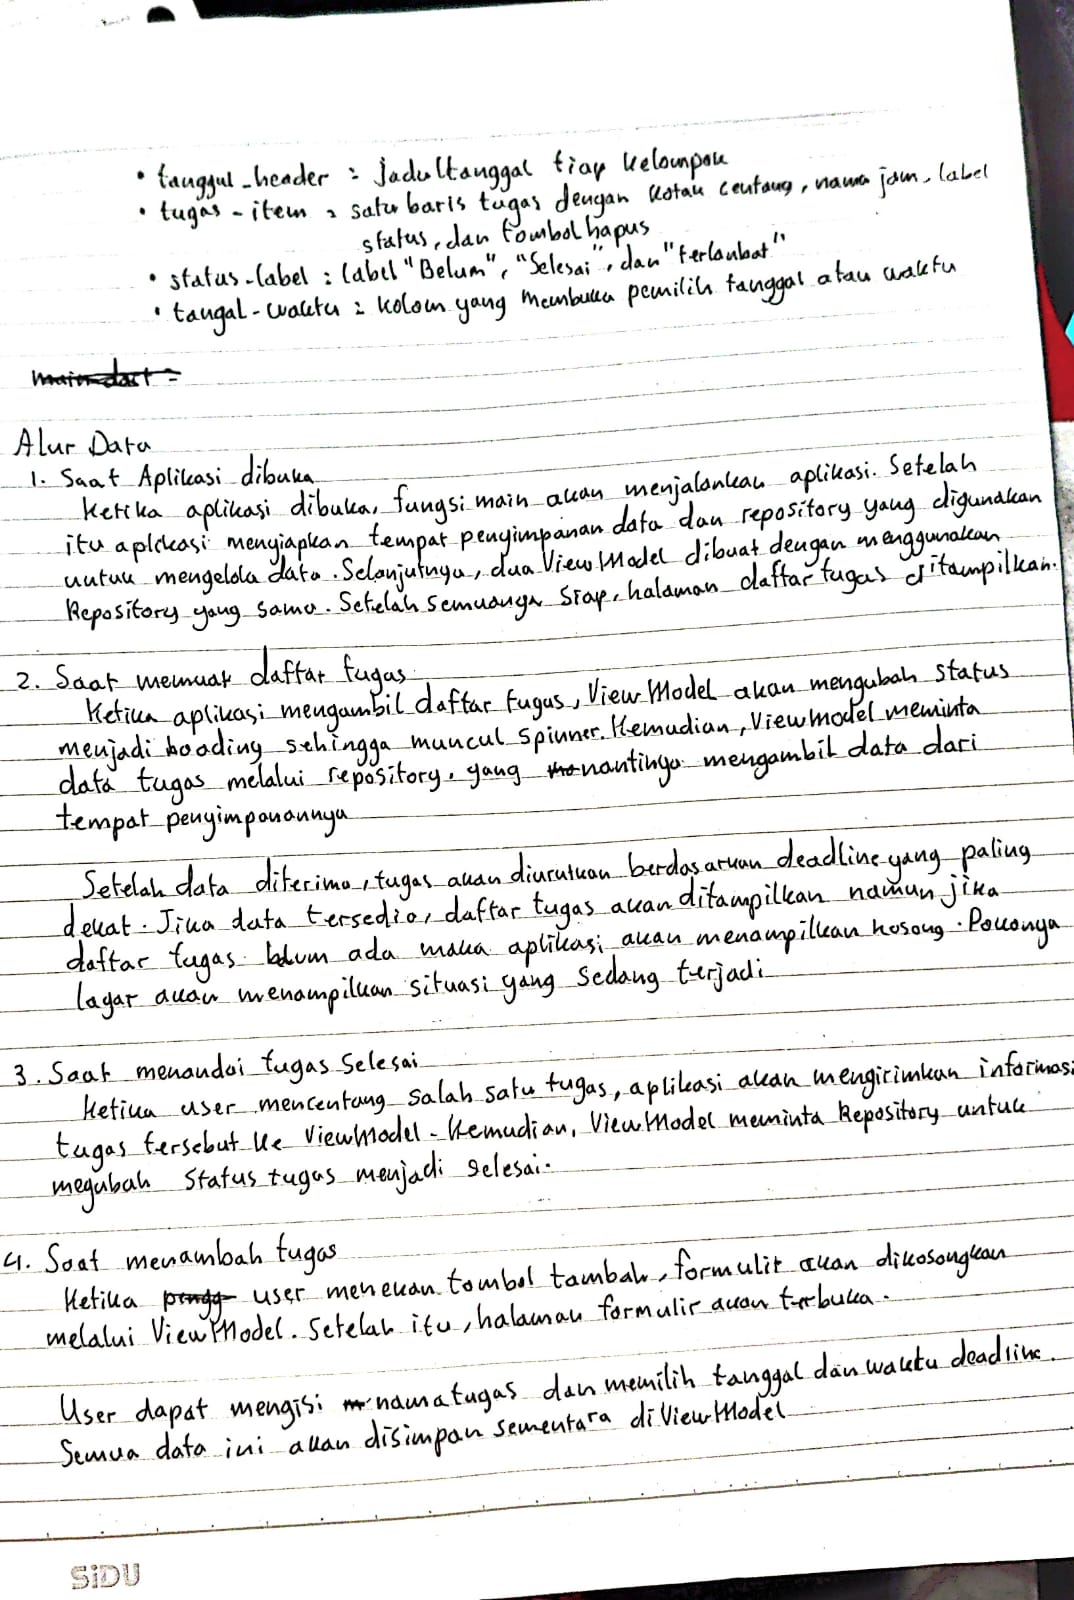 • tanggal_header : jadultanggal tiap kelompok
• tugas-item : satu baris tugas dengan kotak centang, nama jam, label
status, dan tombol hapus
• status-label : label "Belum", "Selesai", dan "terlambat"
• tangal-waktu : kolom yang membuka pemilih tanggal atau waktu
main dart =
Alur Data
1. Saat Aplikasi dibuka
Ketika aplikasi dibuka, fungsi main akan menjalankan aplikasi. Setelah
itu aplikasi menyiapkan tempat penyimpanan data dan repository yang digunakan
untuk mengelola data. Selanjutnya, dua ViewModel dibuat dengan menggunakan
Repository yang sama. Setelah semuanya siap, halaman daftar tugas ditampilkan.
2. Saat memuat daftar tugas
Ketika aplikasi mengambil daftar tugas, ViewModel akan mengubah status
menjadi loading sehingga muncul spinner. Kemudian, Viewmodel meminta
data tugas melalui repository, yang nantinya mengambil data dari
tempat penyimpanannya
Setelah data diterima, tugas akan diurutkan berdasarkan deadline yang paling
dekat. Jika data tersedia, daftar tugas akan ditampilkan namun jika
daftar tugas belum ada maka aplikasi akan menampilkan kosong. Pokonya
layar akan menampilkan situasi yang sedang terjadi
3. Saat menandai tugas selesai
Ketika user mencentang salah satu tugas, aplikasi akan mengirimkan informasi
tugas tersebut ke ViewModel. Kemudian, ViewModel meminta Repository untuk
megubah status tugas menjadi selesai.
4. Saat menambah tugas
Ketika user menekan tombol tambah, formulir akan dikosongkan
melalui ViewModel. Setelah itu, halaman formulir akan terbuka.
User dapat mengisi nama tugas dan memilih tanggal dan waktu deadline.
Semua data ini akan disimpan sementara di ViewModel
SiDU